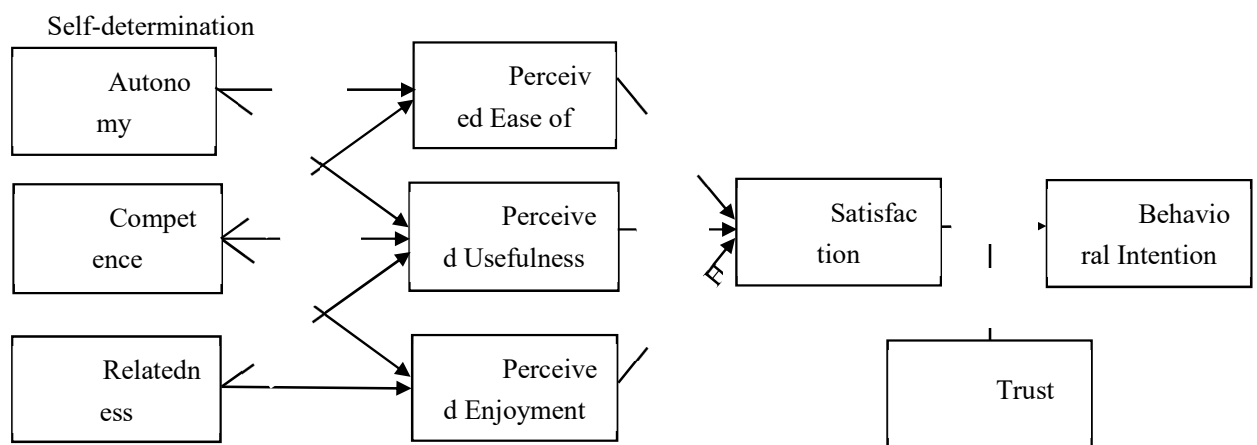 Self-determination
Autono
my
Perceiv
ed Ease of
Compet
ence
Perceive
d Usefulness
Satisfac
tion
Behavio
ral Intention
H
Relatedn
ess
Perceive
d Enjoyment
Trust